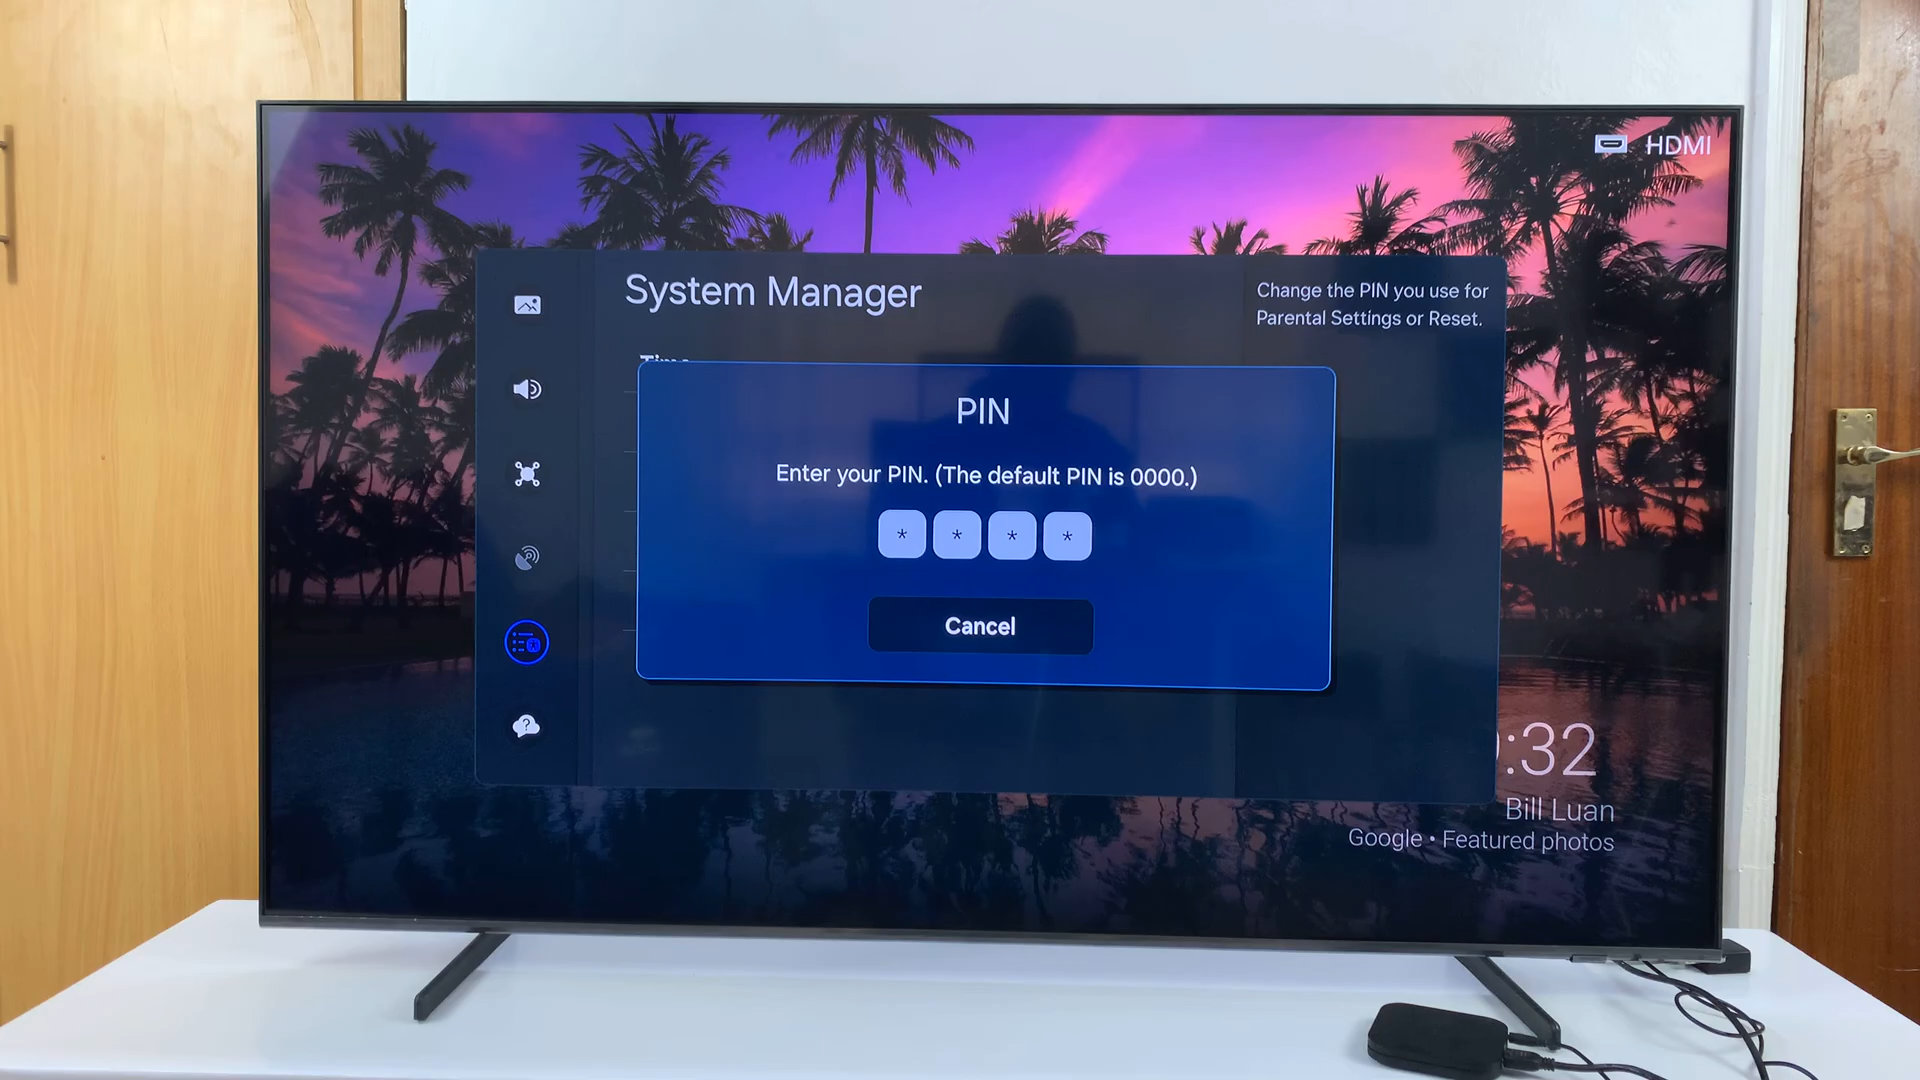 HDMI
System Manager
Change the PIN you use for
Parental Settings or Reset.
Time
PIN
Enter your PIN. (The default PIN is 0000.)
* * * *
Cancel
:32
Bill Luan
Google • Featured photos